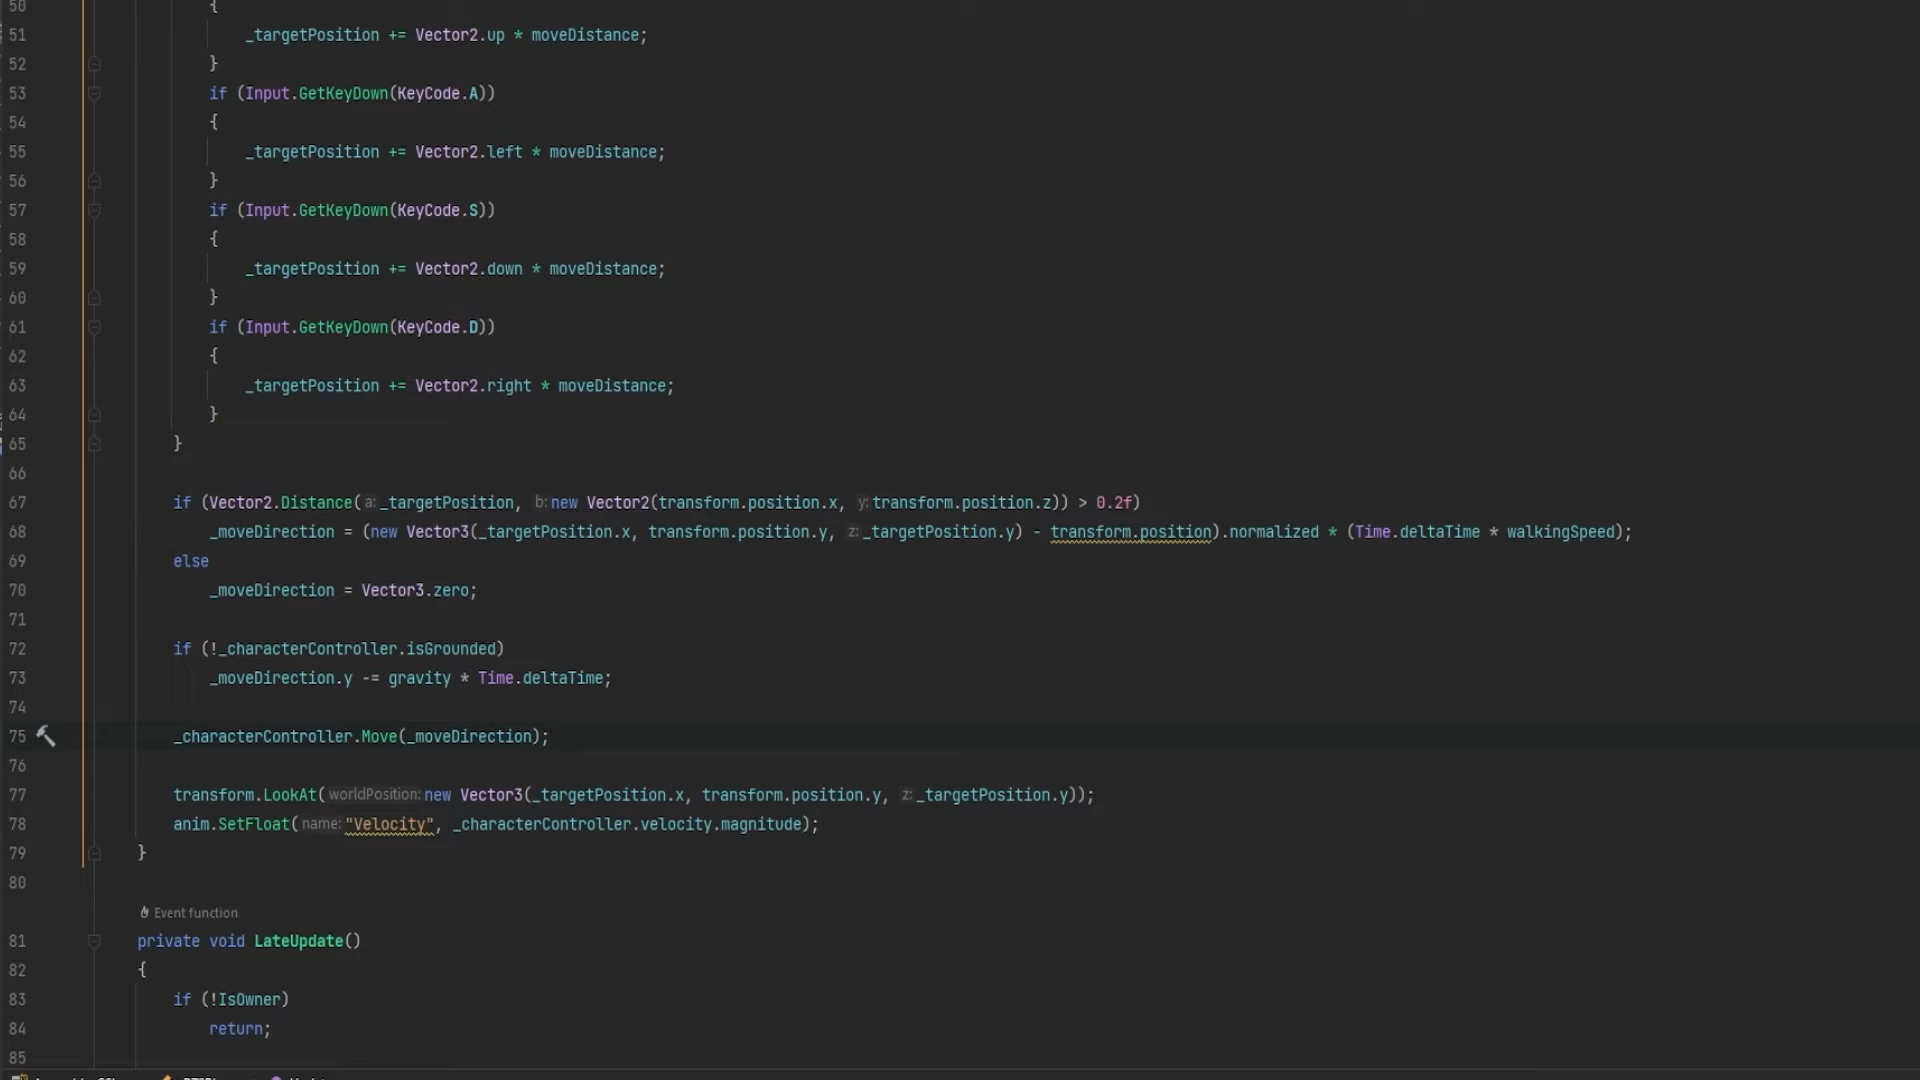 50 {
51 _targetPosition += Vector2.up * moveDistance;
52 }
53 if (Input.GetKeyDown(KeyCode.A))
54 {
55 _targetPosition += Vector2.left * moveDistance;
56 }
57 if (Input.GetKeyDown(KeyCode.S))
58 {
59 _targetPosition += Vector2.down * moveDistance;
60 }
61 if (Input.GetKeyDown(KeyCode.D))
62 {
63 _targetPosition += Vector2.right * moveDistance;
64 }
65 }
66
67 if (Vector2.Distance(a:_targetPosition, b:new Vector2(transform.position.x, y:transform.position.z)) > 0.2f)
68 _moveDirection = (new Vector3(_targetPosition.x, transform.position.y, z:_targetPosition.y) - transform.position).normalized * (Time.deltaTime * walkingSpeed);
69 else
70 _moveDirection = Vector3.zero;
71
72 if (!_characterController.isGrounded)
73 _moveDirection.y -= gravity * Time.deltaTime;
74
75 _characterController.Move(_moveDirection);
76
77 transform.LookAt(worldPosition:new Vector3(_targetPosition.x, transform.position.y, z:_targetPosition.y));
78 anim.SetFloat(name:"Velocity", _characterController.velocity.magnitude);
79 }
80
Event function
81 private void LateUpdate()
82 {
83 if (!IsOwner)
84 return;
85